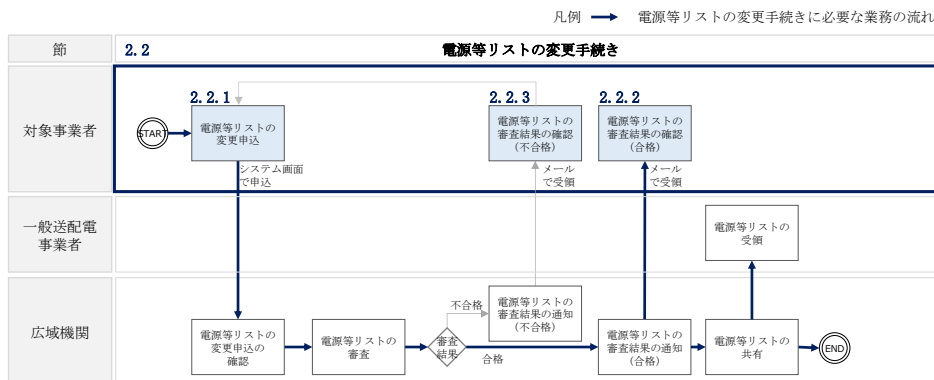 凡例 電源等リストの変更手続きに必要な業務の流れ
節
2.2
電源等リストの変更手続き
対象事業者
START
2.2.1
電源等リストの
変更申込
システム画面
で申込
2.2.3
電源等リストの
審査結果の確認
(不合格)
メール
で受領
2.2.2
電源等リストの
審査結果の確認
(合格)
メール
で受領
一般送配電
事業者
電源等リストの
受領
広域機関
電源等リストの
変更申込の
確認
電源等リストの
審査
審査
結果
不合格
合格
電源等リストの
審査結果の通知
(不合格)
電源等リストの
審査結果の通知
(合格)
電源等リストの
共有
END